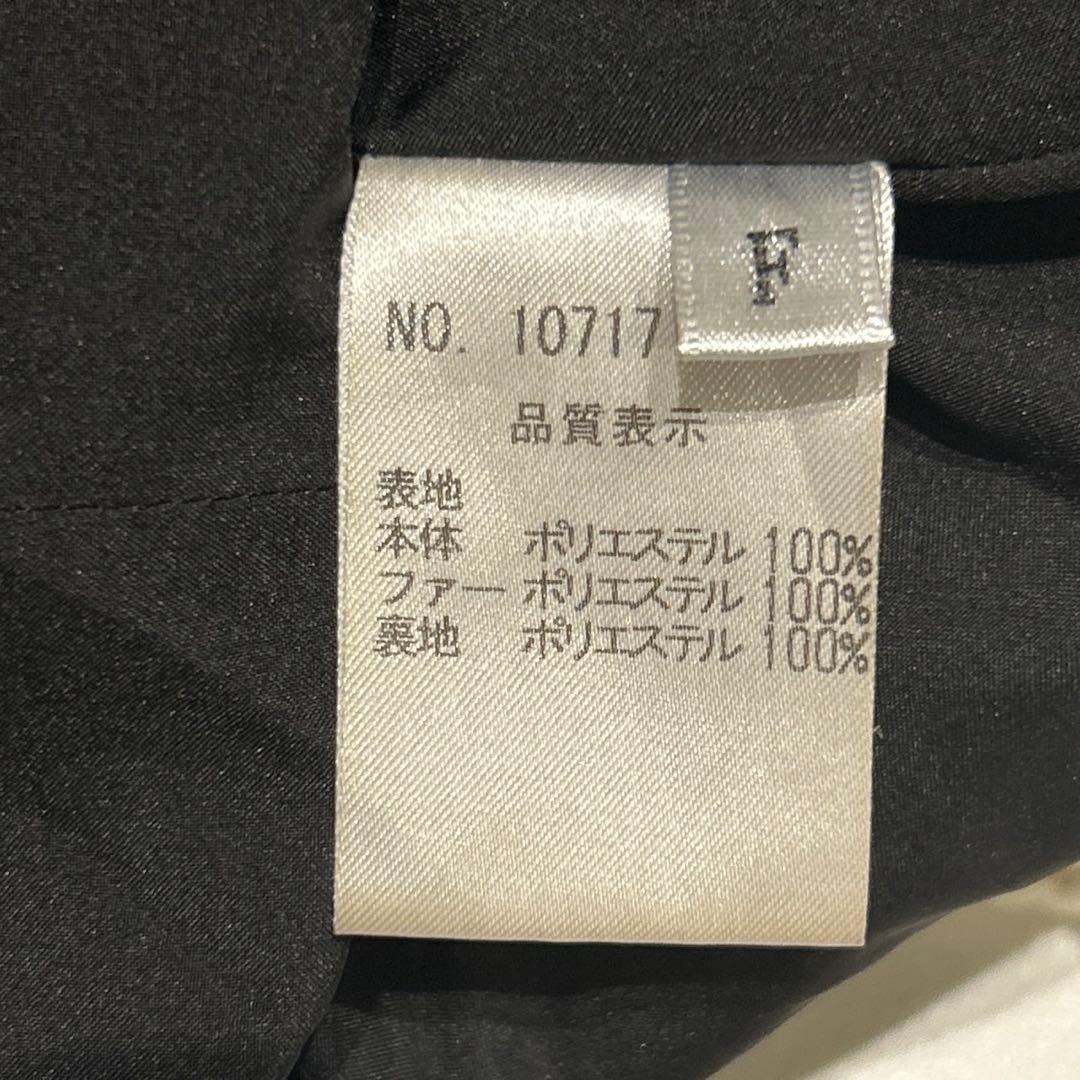 F
NO. 10717
品質表示
表地
本体 ポリエステル 100%
ファー ポリエステル 100%
裏地 ポリエステル 100%